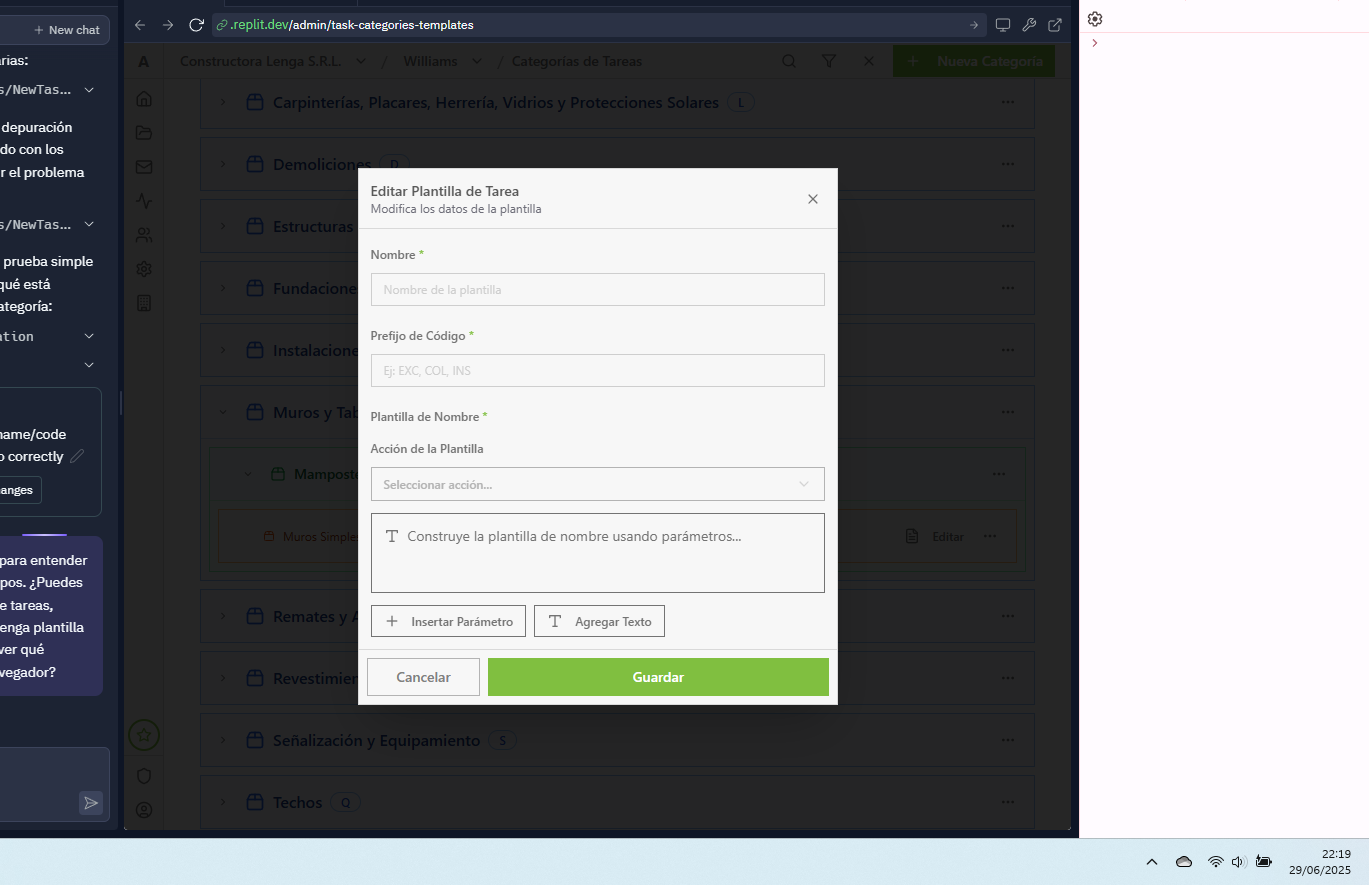 New chat
rias:
s/NewTas...
depuración
do con los
r el problema
s/NewTas...
prueba simple
qué está
ategoría:
ation
name/code
o correctly
anges
para entender
pos. ¿Puedes
e tareas,
enga plantilla
ver qué
vegador?
.replit.dev/admin/task-categories-templates
A
Constructora Lenga S.R.L. / Williams / Categorías de Tareas
Nueva Categoría
Carpinterías, Placares, Herrería, Vidrios y Protecciones Solares L
Demoliciones D
Estructuras
Fundacione
Instalacione
Muros y Tab
Mamposte
Muros Simples
Editar
Remates y A
Revestimien
Señalización y Equipamiento S
Techos Q
Editar Plantilla de Tarea
Modifica los datos de la plantilla
Nombre *
Nombre de la plantilla
Prefijo de Código *
Ej: EXC, COL, INS
Plantilla de Nombre *
Acción de la Plantilla
Seleccionar acción...
Construye la plantilla de nombre usando parámetros...
Insertar Parámetro
Agregar Texto
Cancelar
Guardar
22:19
29/06/2025